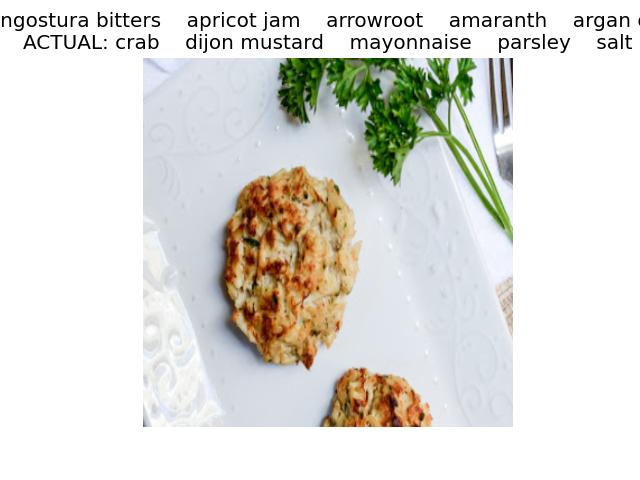 ngostura bitters apricot jam arrowroot amaranth argan
ACTUAL: crab dijon mustard mayonnaise parsley salt